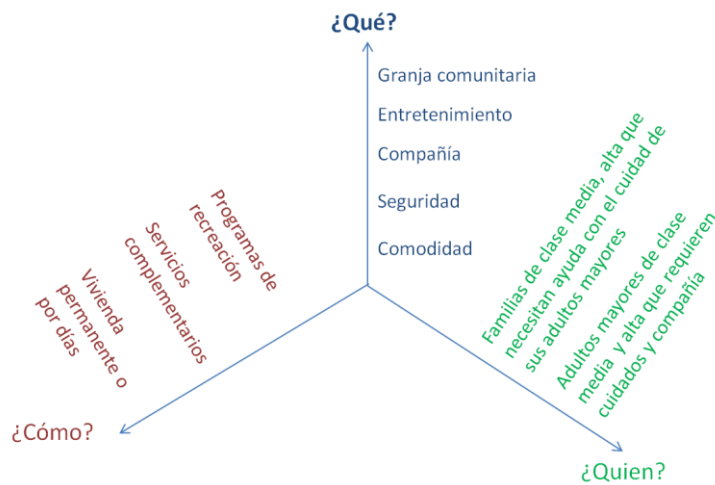 ¿Qué?
Granja comunitaria
Entretenimiento
Compañía
Seguridad
Comodidad
Programas de
recreación
Servicios
complementarios
Vivienda
permanente o
por días
¿Cómo?
Familias de clase media, alta que
necesitan ayuda con el cuidad de
sus adultos mayores
Adultos mayores de clase
media y alta que requieren
cuidados y compañía
¿Quien?